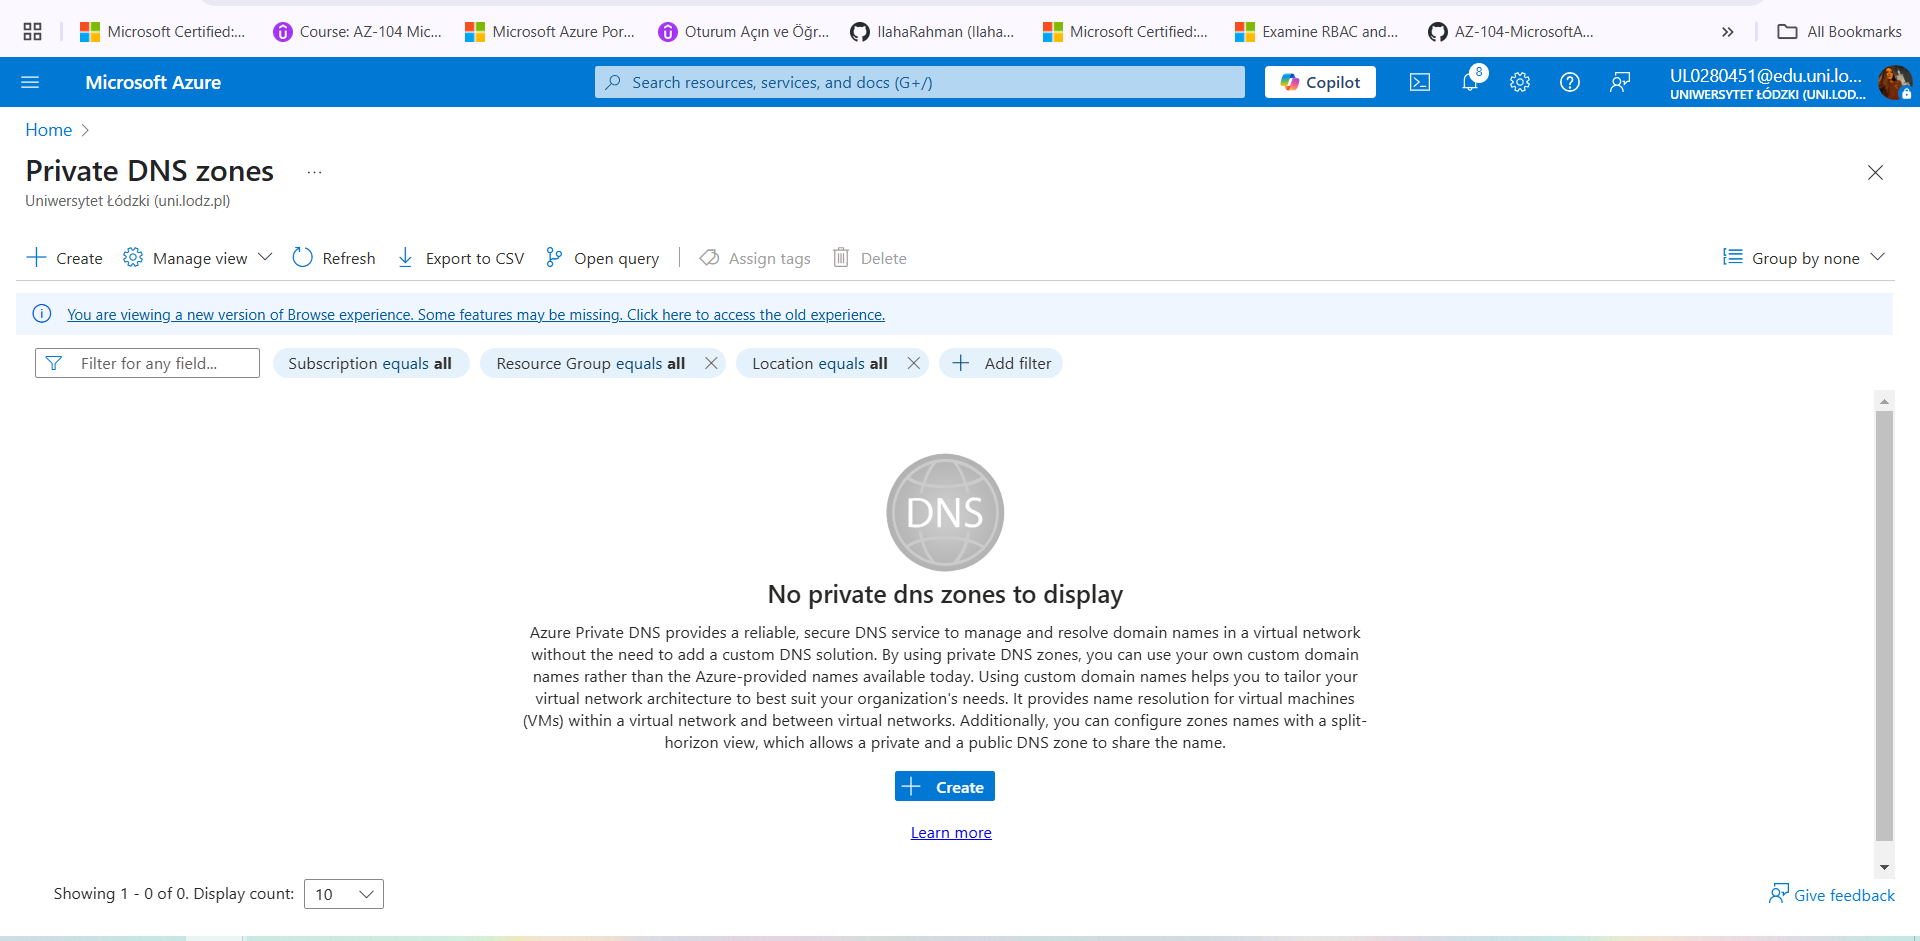 Microsoft Certified:...
Course: AZ-104 Mic...
Microsoft Azure Por...
Oturum Açın ve Öğr...
IlahaRahman (Ilaha...
Microsoft Certified:...
Examine RBAC and...
AZ-104-MicrosoftA...
All Bookmarks
Microsoft Azure
Search resources, services, and docs (G+/)
Copilot
8
UL0280451@edu.uni.lo...
UNIWERSYTET ŁÓDZKI (UNI.LOD...
Home
Private DNS zones
...
Uniwersytet Łódzki (uni.lodz.pl)
Create
Manage view
Refresh
Export to CSV
Open query
Assign tags
Delete
Group by none
You are viewing a new version of Browse experience. Some features may be missing. Click here to access the old experience.
Filter for any field...
Subscription equals all
Resource Group equals all
Location equals all
Add filter
DNS
No private dns zones to display
Azure Private DNS provides a reliable, secure DNS service to manage and resolve domain names in a virtual network
without the need to add a custom DNS solution. By using private DNS zones, you can use your own custom domain
names rather than the Azure-provided names available today. Using custom domain names helps you to tailor your
virtual network architecture to best suit your organization's needs. It provides name resolution for virtual machines
(VMs) within a virtual network and between virtual networks. Additionally, you can configure zones names with a split-
horizon view, which allows a private and a public DNS zone to share the name.
Create
Learn more
Showing 1 - 0 of 0. Display count:
10
Give feedback